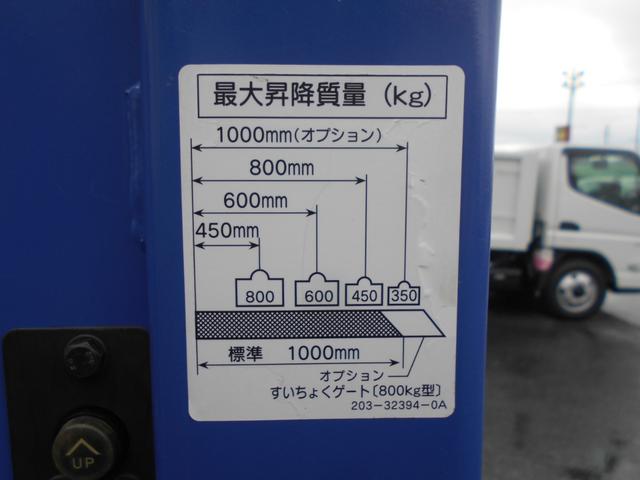 最大昇降質量 (kg)
1000mm(オプション)
800mm
600mm
450mm
800 600 450 350
標準 1000mm
オプション
すいちょくゲート〔800kg型〕
203-32394-0A
UP